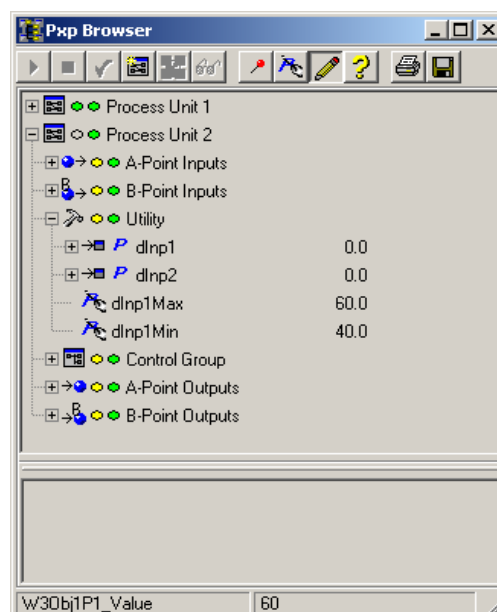 Pxp Browser
Process Unit 1
Process Unit 2
A-Point Inputs
B-Point Inputs
Utility
P dInp1 0.0
P dInp2 0.0
dInp1Max 60.0
dInp1Min 40.0
Control Group
A-Point Outputs
B-Point Outputs
W3Obj1P1_Value 60